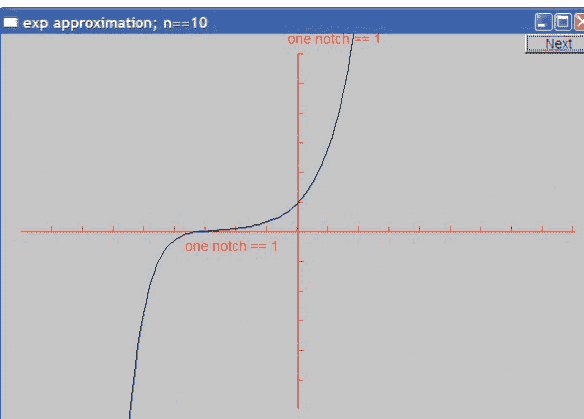 exp approximation; n==10
one notch == 1
Next
one notch == 1